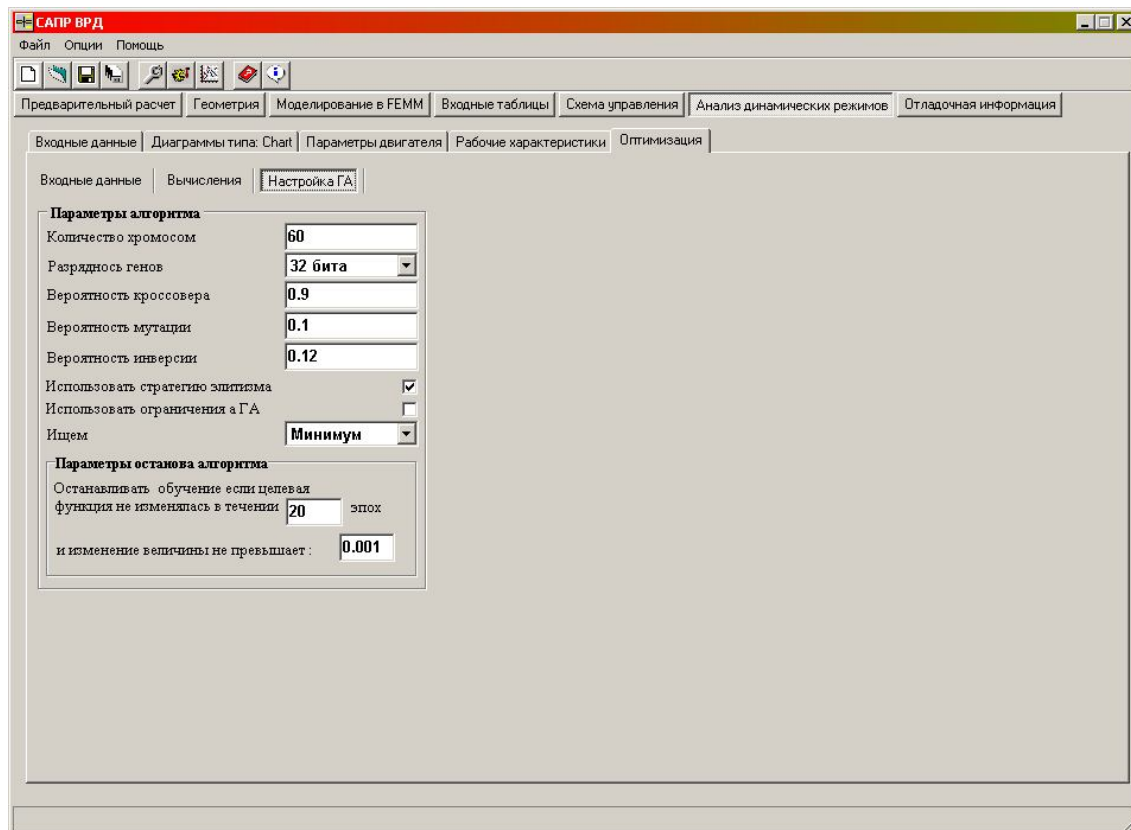 САПР ВРД
Файл Опции Помощь
Предварительный расчет Геометрия Моделирование в FEMM Входные таблицы Схема управления Анализ динамических режимов Отладочная информация
Входные данные Диаграммы типа: Chart Параметры двигателя Рабочие характеристики Оптимизация
Входные данные Вычисления Настройка ГА
Параметры алгоритма
Количество хромосом 60
Разряднось генов 32 бита
Вероятность кроссовера 0.9
Вероятность мутации 0.1
Вероятность инверсии 0.12
Использовать стратегию элитизма
Использовать ограничения а ГА
Ищем Минимум
Параметры останова алгоритма
Останавливать обучение если целевая
функция не изменялась в течении 20 эпох
и изменение величины не превышает : 0.001